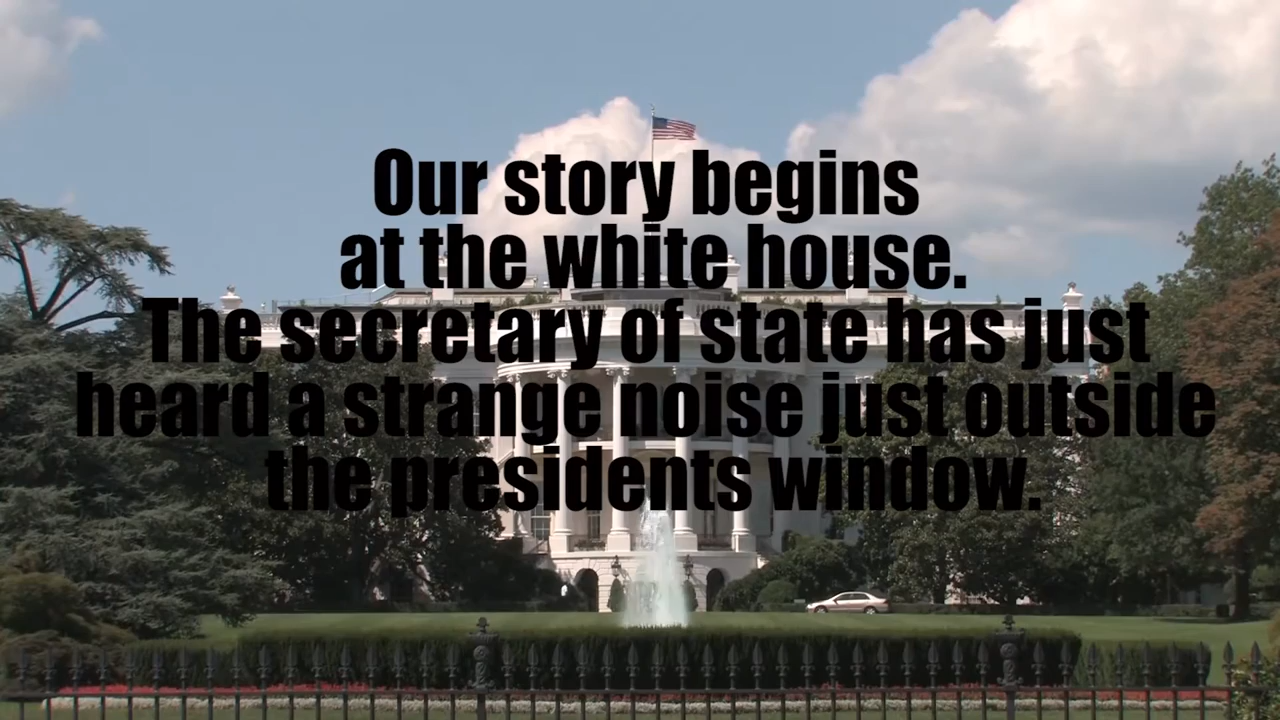 Our story begins
at the white house.
The secretary of state has just
heard a strange noise just outside
the presidents window.